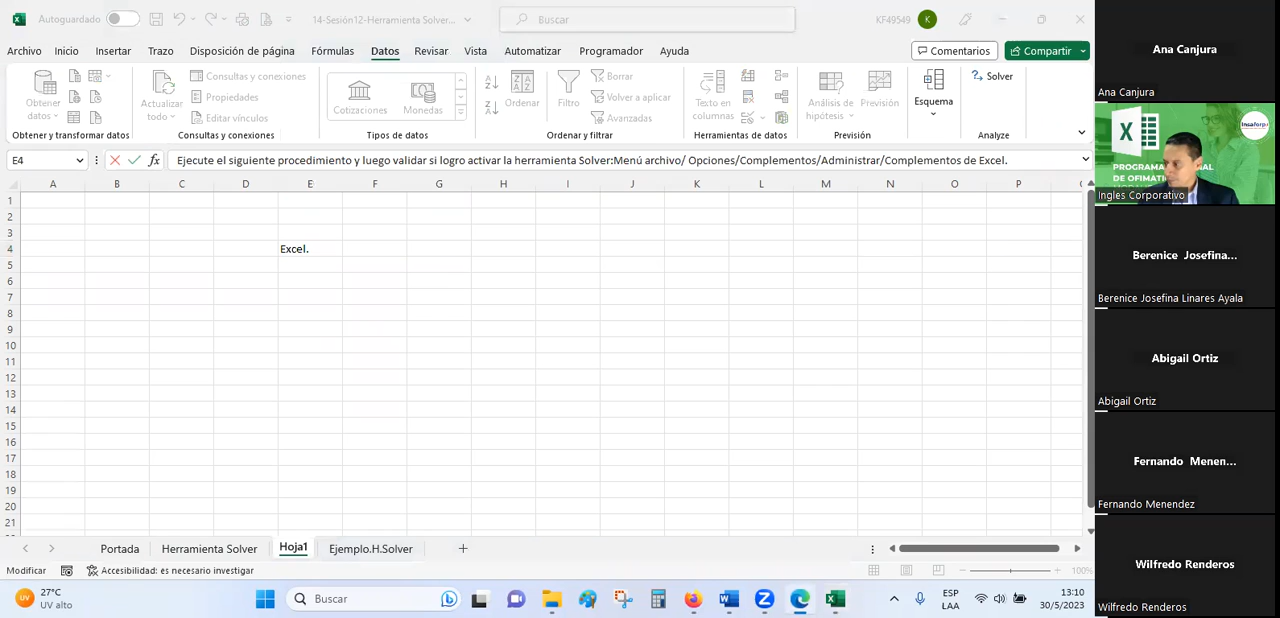 Autoguardado
14-Sesión12-Herramienta Solver...
Buscar
KF49549
K
Archivo Inicio Insertar Trazo Disposición de página Fórmulas Datos Revisar Vista Automatizar Programador Ayuda
Comentarios
Compartir
Obtener datos
Actualizar todo
Consultas y conexiones
Propiedades
Editar vínculos
Cotizaciones
Monedas
Ordenar
Filtro
Borrar
Volver a aplicar
Avanzadas
Texto en columnas
Análisis de hipótesis
Previsión
Esquema
Solver
Obtener y transformar datos
Consultas y conexiones
Tipos de datos
Ordenar y filtrar
Herramientas de datos
Previsión
Analyze
E4
fx
Ejecute el siguiente procedimiento y luego validar si logro activar la herramienta Solver:Menú archivo/ Opciones/Complementos/Administrar/Complementos de Excel.
A B C D E F G H I J K L M N O P
1
2
3
4 Excel.
5
6
7
8
9
10
11
12
13
14
15
16
17
18
19
20
21
Portada Herramienta Solver Hoja1 Ejemplo.H.Solver
Modificar
Accesibilidad: es necesario investigar
100%
UV
27°C
UV alto
Buscar
ESP
LAA
13:10
30/5/2023
Ana Canjura
Ana Canjura
Insaforp
Ingles Corporativo
Berenice Josefina...
Berenice Josefina Linares Ayala
Abigail Ortiz
Abigail Ortiz
Fernando Menen...
Fernando Menendez
Wilfredo Renderos
Wilfredo Renderos